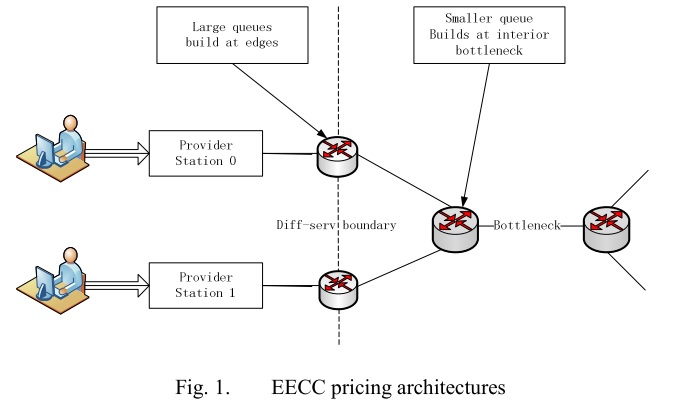 Large queues
build at edges
Smaller queue
Builds at interior
bottleneck
Provider
Station 0
Diff-serv boundary
Bottleneck
Provider
Station 1
Fig. 1. EECC pricing architectures